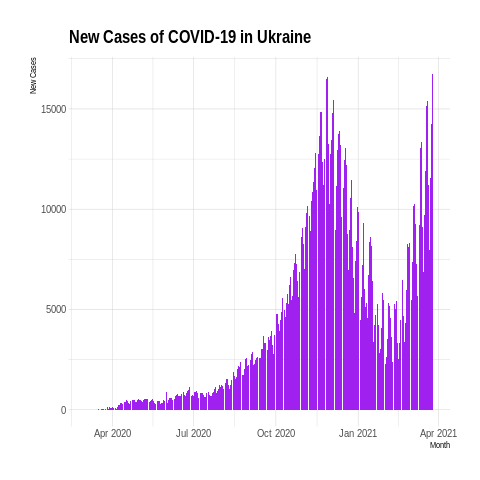 New Cases of COVID-19 in Ukraine
New Cases
15000
10000
5000
0
Apr 2020 Jul 2020 Oct 2020 Jan 2021 Apr 2021
Month